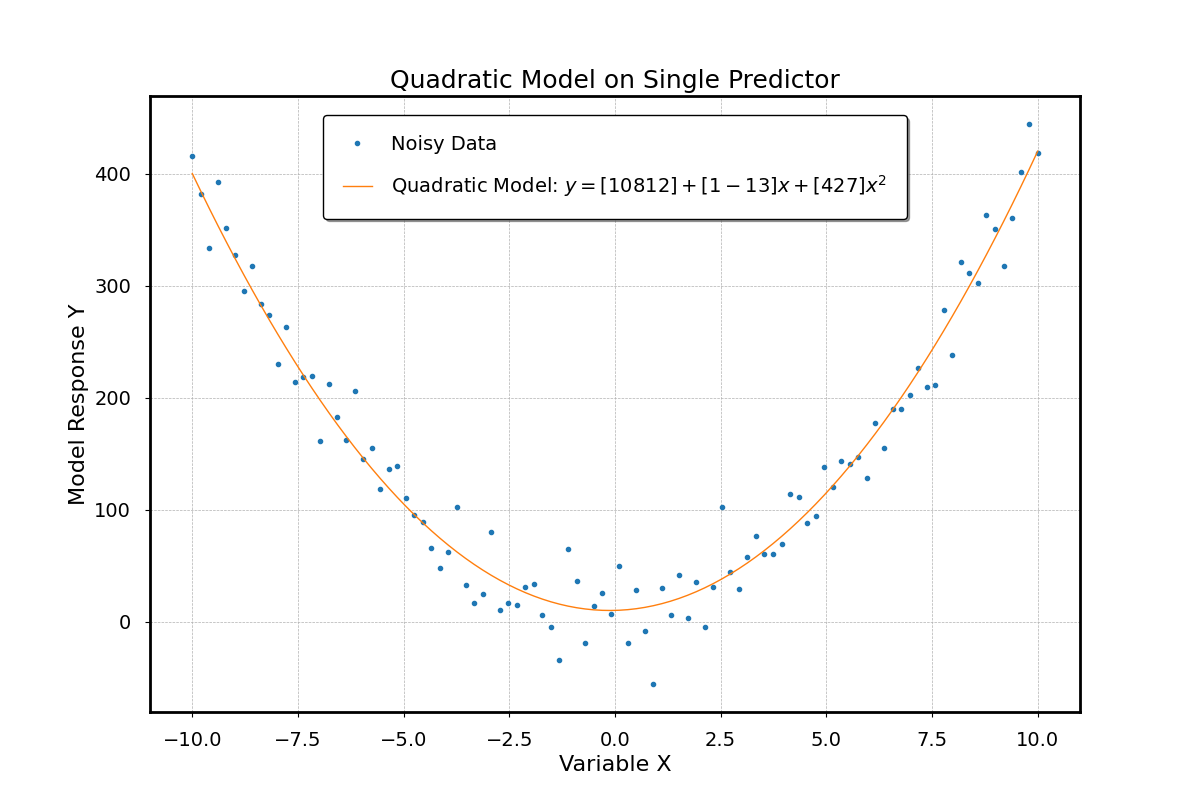 Quadratic Model on Single Predictor
Noisy Data
Quadratic Model: y = [10812] + [1 − 13]x + [427]x²
400
300
200
100
0
Model Response Y
−10.0 −7.5 −5.0 −2.5 0.0 2.5 5.0 7.5 10.0
Variable X